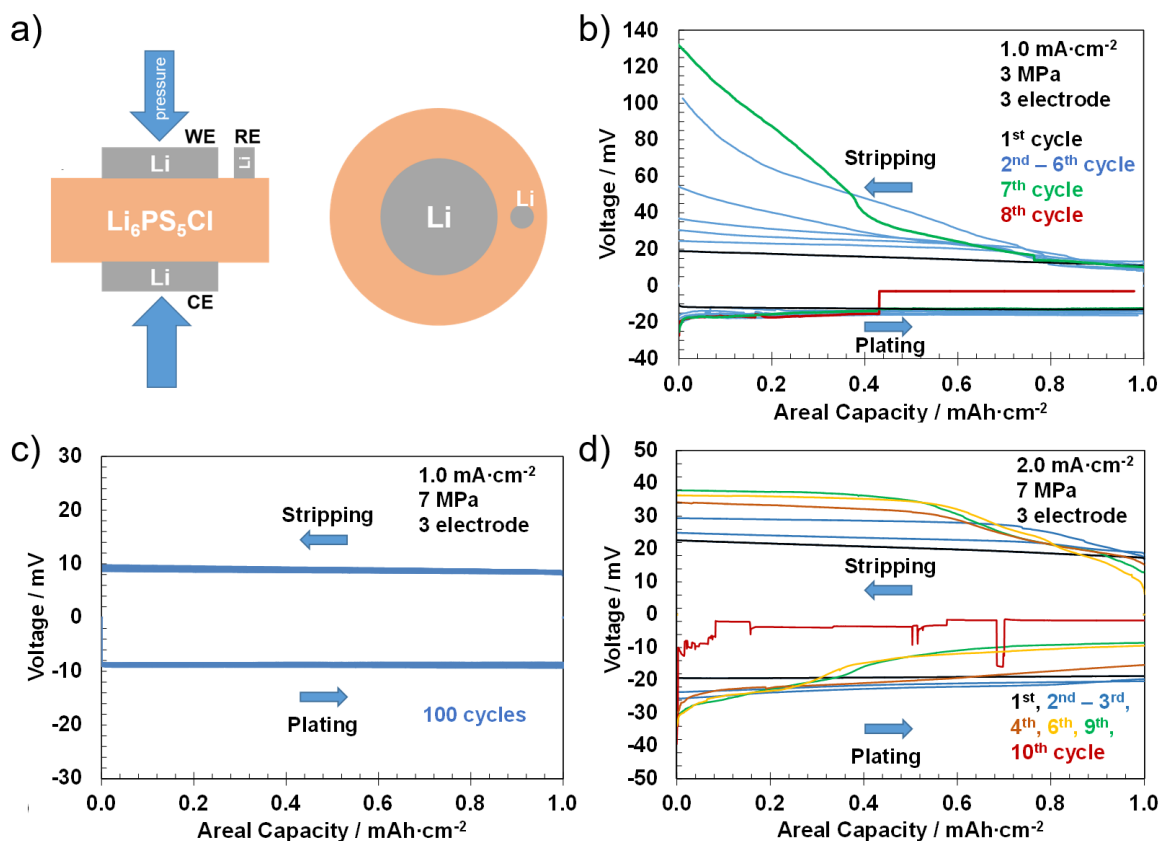 a)
pressure
WE
RE
Li
Li
Li₆PS₅Cl
Li
CE
Li
Li
b)
1.0 mA·cm⁻²
3 MPa
3 electrode
1ˢᵗ cycle
2ⁿᵈ – 6ᵗʰ cycle
7ᵗʰ cycle
8ᵗʰ cycle
Stripping
Plating
Voltage / mV
140
120
100
80
60
40
20
0
-20
-40
0.0
0.2
0.4
0.6
0.8
1.0
Areal Capacity / mAh·cm⁻²
c)
1.0 mA·cm⁻²
7 MPa
3 electrode
Stripping
Plating
100 cycles
Voltage / mV
30
20
10
0
-10
-20
-30
0.0
0.2
0.4
0.6
0.8
1.0
Areal Capacity / mAh·cm⁻²
d)
2.0 mA·cm⁻²
7 MPa
3 electrode
Stripping
Plating
1ˢᵗ, 2ⁿᵈ – 3ʳᵈ,
4ᵗʰ, 6ᵗʰ, 9ᵗʰ,
10ᵗʰ cycle
Voltage / mV
50
40
30
20
10
0
-10
-20
-30
-40
-50
0.0
0.2
0.4
0.6
0.8
1.0
Areal Capacity / mAh·cm⁻²